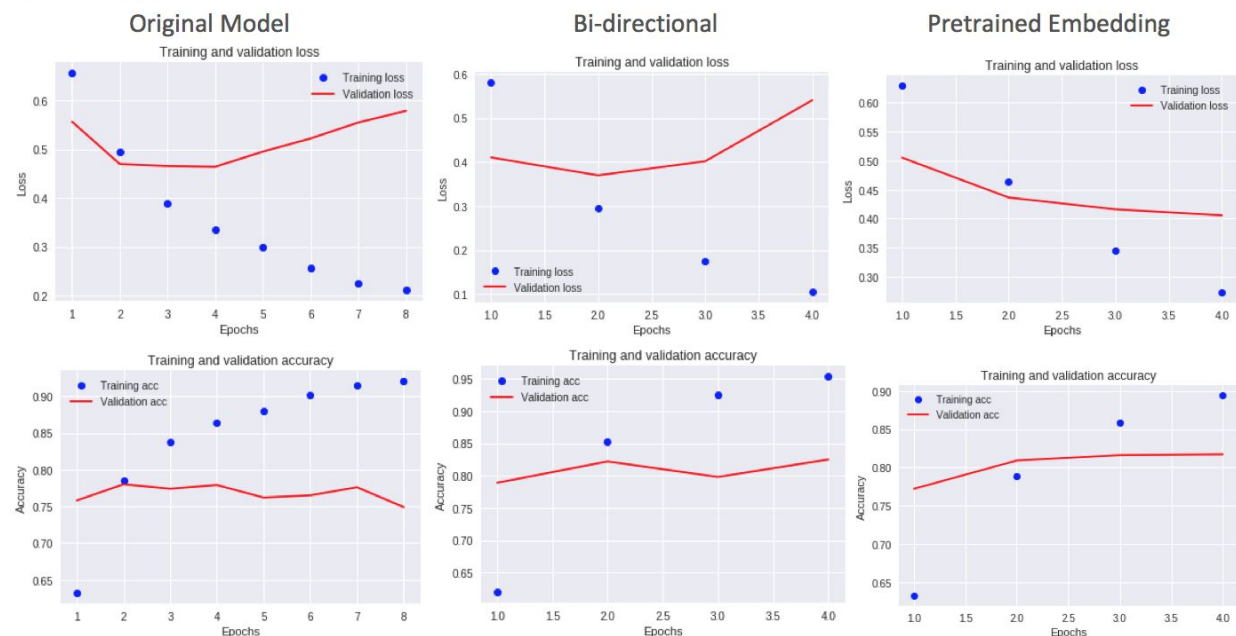 Original Model
Bi-directional
Pretrained Embedding
Training and validation loss
Training loss
Validation loss
0.6
0.5
0.4
0.3
0.2
Loss
1 2 3 4 5 6 7 8
Epochs
Training and validation loss
0.6
0.5
0.4
0.3
0.2
0.1
Loss
Training loss
Validation loss
1.0 1.5 2.0 2.5 3.0 3.5 4.0
Epochs
Training and validation loss
Training loss
Validation loss
0.60
0.55
0.50
0.45
0.40
0.35
0.30
Loss
1.0 1.5 2.0 2.5 3.0 3.5 4.0
Epochs
Training and validation accuracy
Training acc
Validation acc
0.90
0.85
0.80
0.75
0.70
0.65
Accuracy
1 2 3 4 5 6 7 8
Epochs
Training and validation accuracy
Training acc
Validation acc
0.95
0.90
0.85
0.80
0.75
0.70
0.65
Accuracy
1.0 1.5 2.0 2.5 3.0 3.5 4.0
Epochs
Training and validation accuracy
Training acc
Validation acc
0.90
0.85
0.80
0.75
0.70
0.65
Accuracy
1.0 1.5 2.0 2.5 3.0 3.5 4.0
Epochs